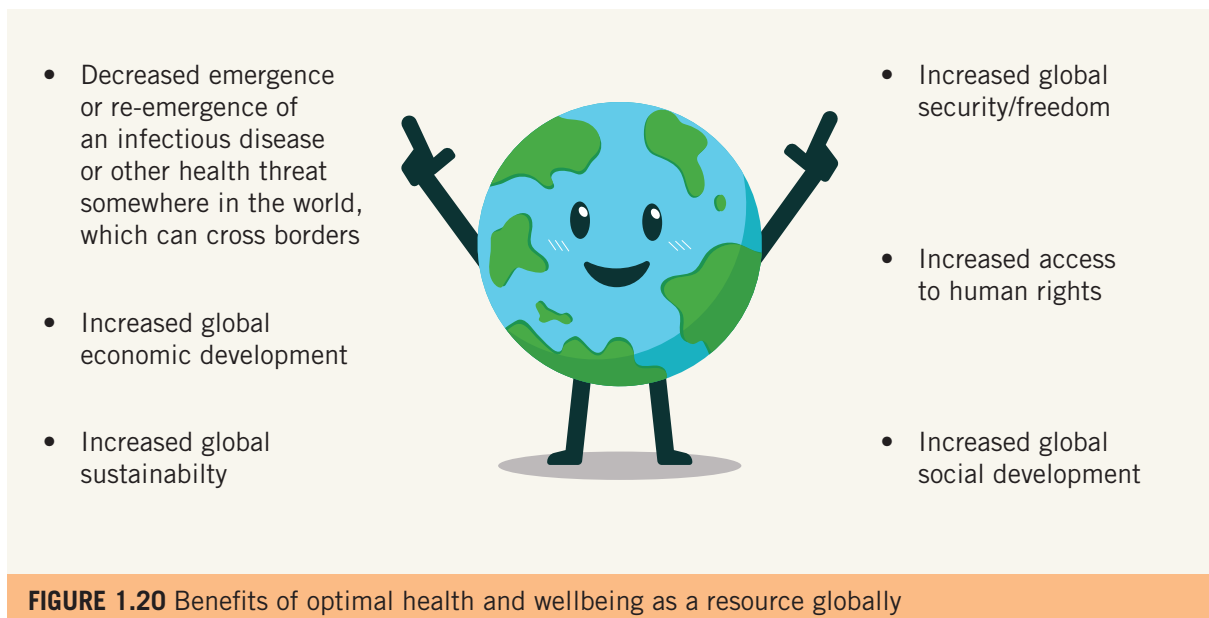 • Decreased emergence
or re-emergence of
an infectious disease
or other health threat
somewhere in the world,
which can cross borders
• Increased global
economic development
• Increased global
sustainabilty
• Increased global
security/freedom
• Increased access
to human rights
• Increased global
social development
FIGURE 1.20 Benefits of optimal health and wellbeing as a resource globally